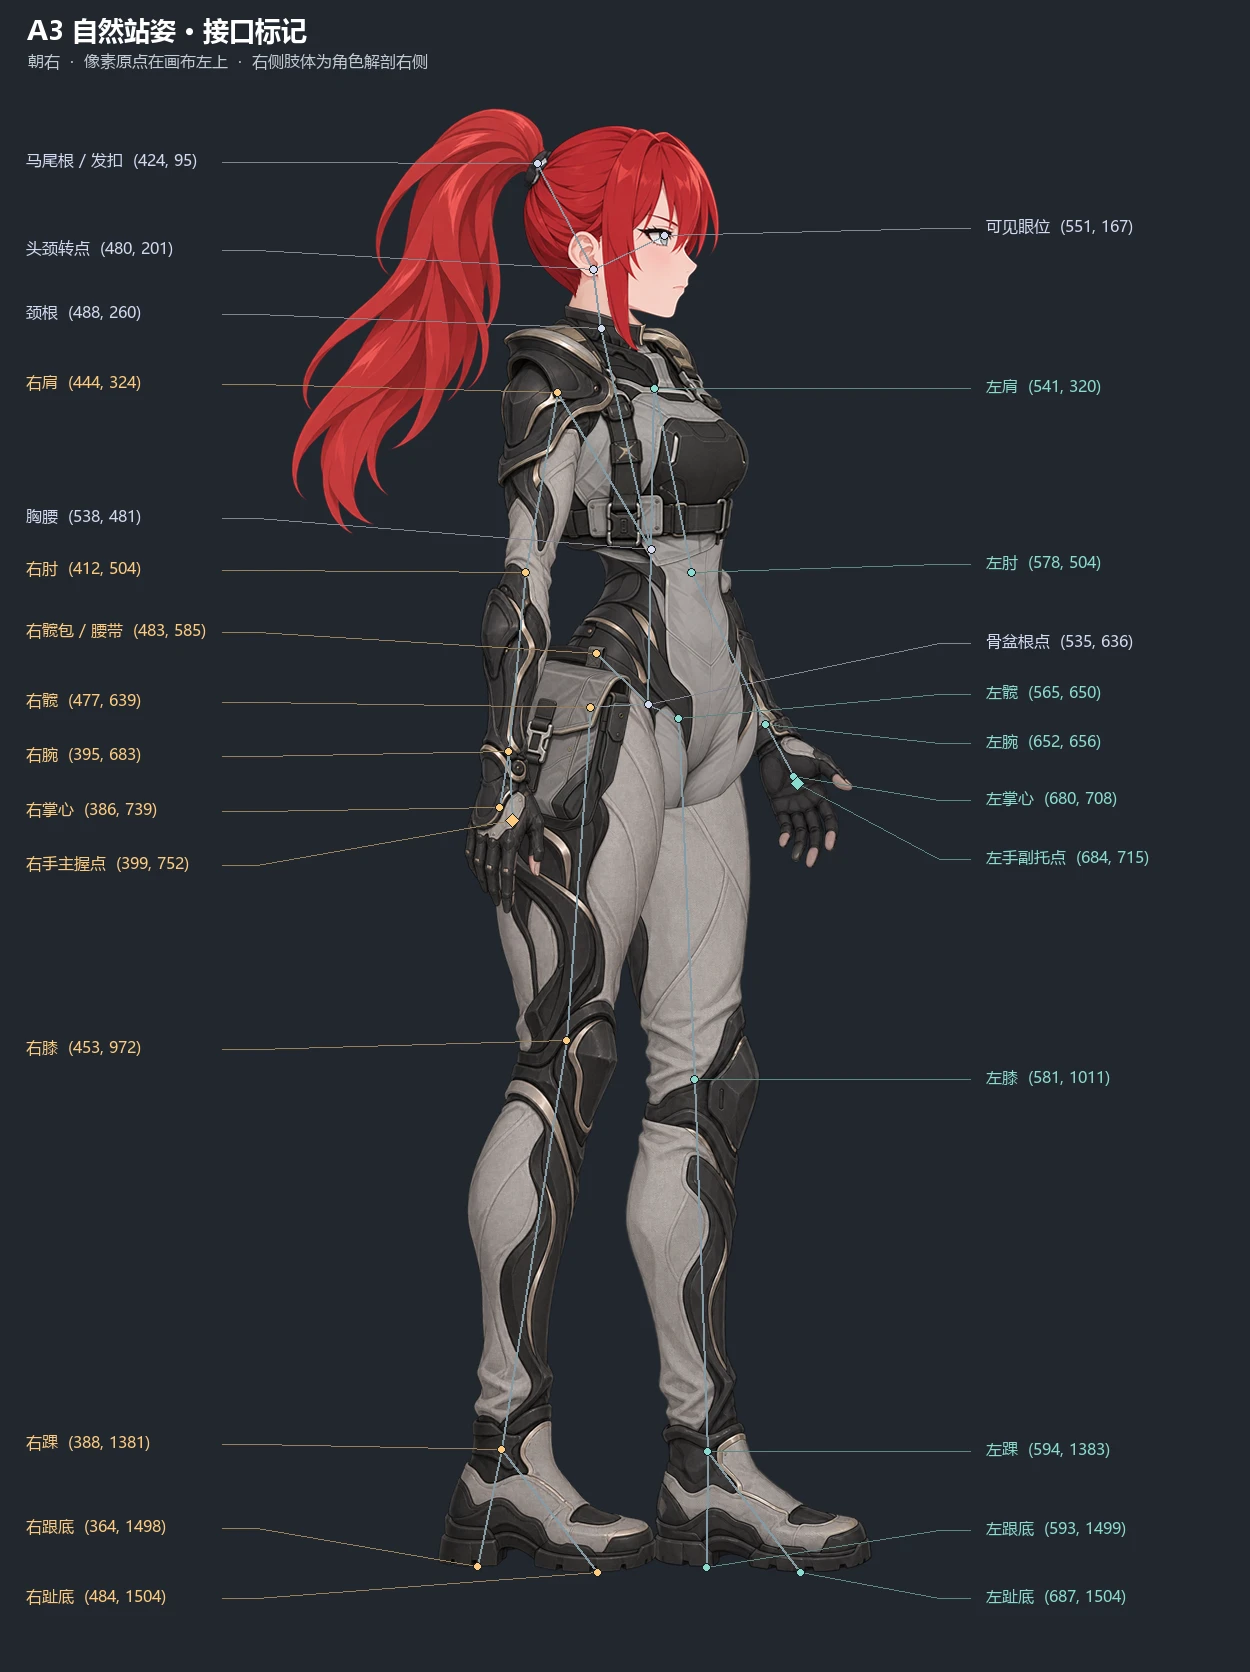 A3 自然站姿 • 接口标记
朝右 · 像素原点在画布左上 · 右侧肢体为角色解剖右侧
马尾根 / 发扣 (424, 95)
可见眼位 (551, 167)
头颈转点 (480, 201)
颈根 (488, 260)
右肩 (444, 324)
左肩 (541, 320)
胸腰 (538, 481)
左肘 (578, 504)
右肘 (412, 504)
右髋包 / 腰带 (483, 585)
骨盆根点 (535, 636)
左髋 (565, 650)
右髋 (477, 639)
左腕 (652, 656)
右腕 (395, 683)
左掌心 (680, 708)
右掌心 (386, 739)
左手副托点 (684, 715)
右手主握点 (399, 752)
右膝 (453, 972)
左膝 (581, 1011)
右踝 (388, 1381)
左踝 (594, 1383)
右跟底 (364, 1498)
左跟底 (593, 1499)
右趾底 (484, 1504)
左趾底 (687, 1504)